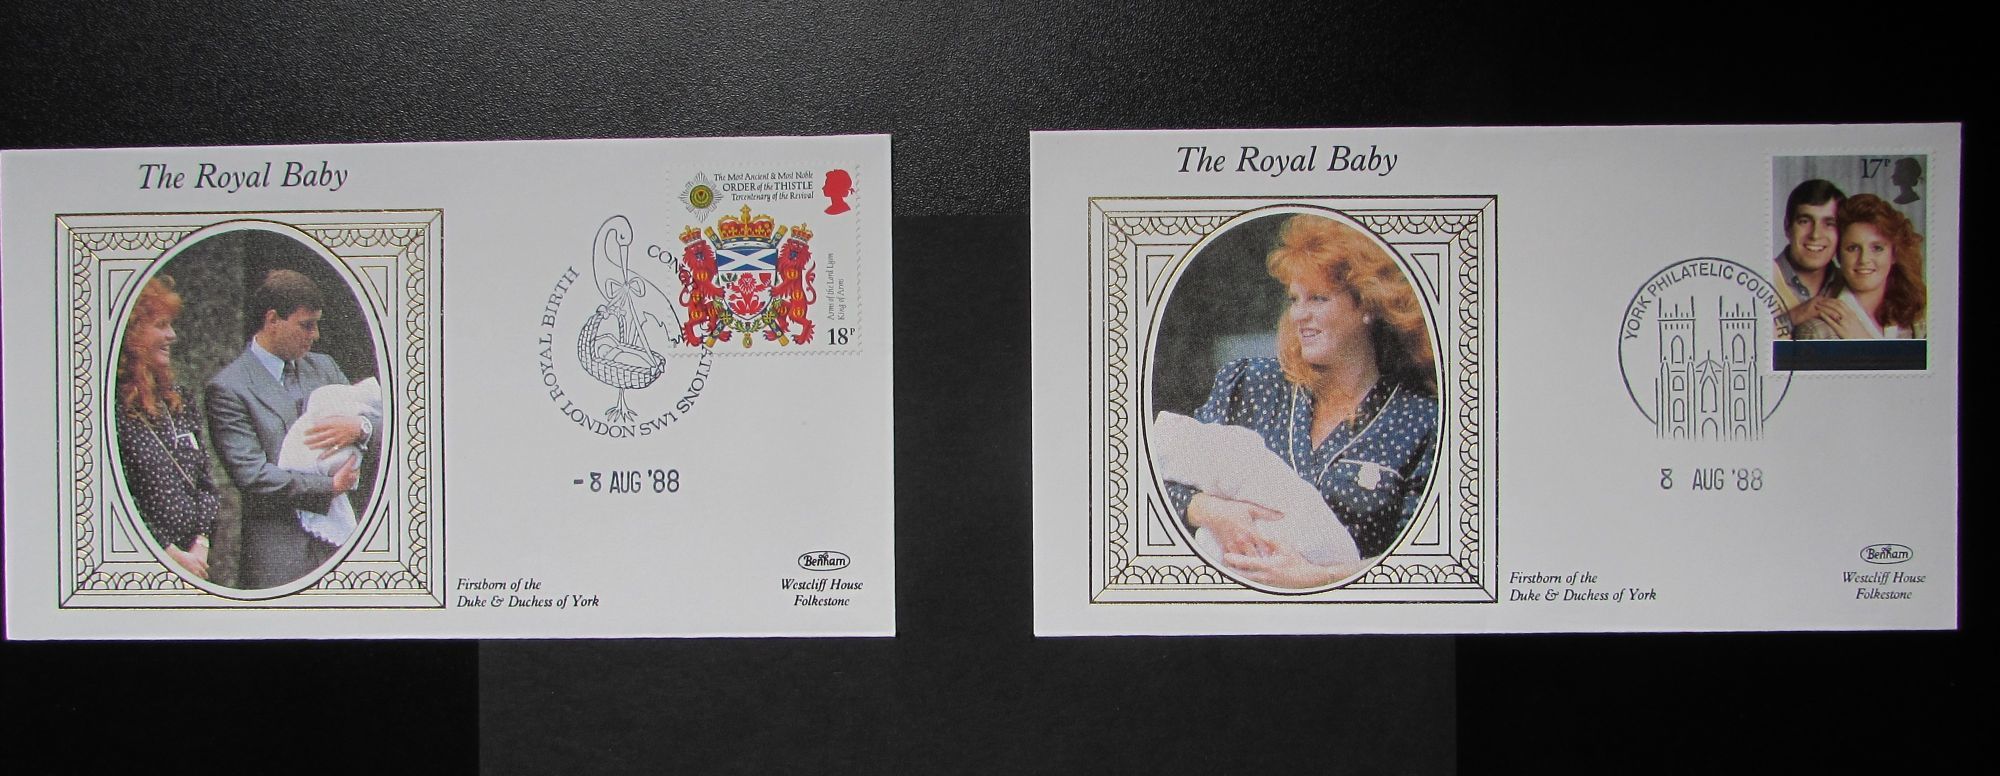 The Royal Baby
The Most Ancient & Most Noble
ORDER of the THISTLE
Tercentenary of the Revival
Arms of the Lord Lyon
King of Arms
18P
ROYAL BIRTH
LONDON SW1
- 8 AUG '88
Firstborn of the
Duke & Duchess of York
Benham
Westcliff House
Folkestone
The Royal Baby
17P
YORK PHILATELIC COUNTER
8 AUG '88
Firstborn of the
Duke & Duchess of York
Benham
Westcliff House
Folkestone